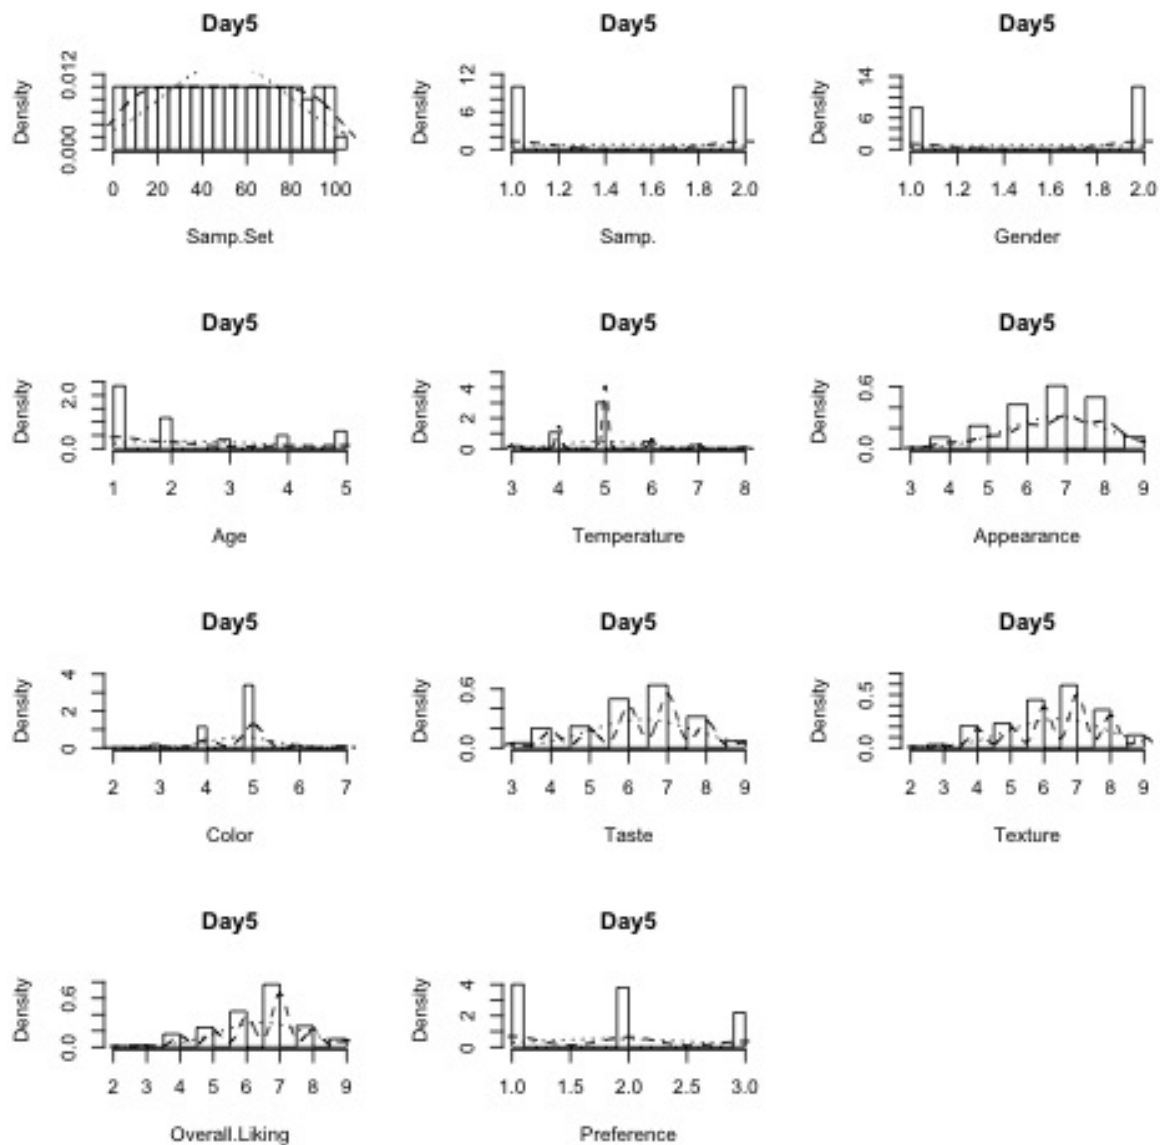 Day5 Day5 Day5
Density 0.000 0.012
Density 0 6 12
Density 0 6 14
0 20 40 60 80 100
1.0 1.2 1.4 1.6 1.8 2.0
1.0 1.2 1.4 1.6 1.8 2.0
Samp.Set Samp. Gender
Day5 Day5 Day5
Density 0.0 2.0
Density 0 2 4
Density 0.0 0.6
1 2 3 4 5
3 4 5 6 7 8
3 4 5 6 7 8 9
Age Temperature Appearance
Day5 Day5 Day5
Density 0 2 4
Density 0.0 0.6
Density 0.0 0.5
2 3 4 5 6 7
3 4 5 6 7 8 9
2 3 4 5 6 7 8 9
Color Taste Texture
Day5 Day5
Density 0.0 0.6
Density 0 2 4
2 3 4 5 6 7 8 9
1.0 1.5 2.0 2.5 3.0
Overall.Liking Preference